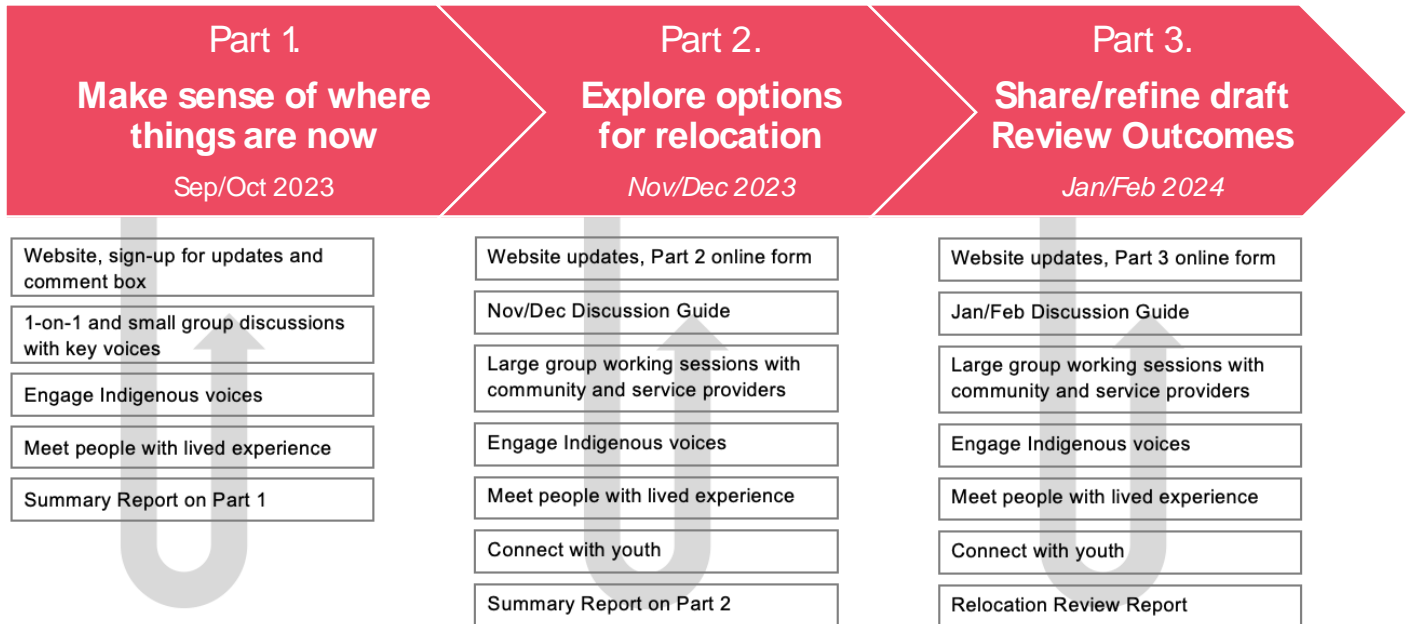 Part 1.
Make sense of where
things are now
Sep/Oct 2023
Website, sign-up for updates and
comment box
1-on-1 and small group discussions
with key voices
Engage Indigenous voices
Meet people with lived experience
Summary Report on Part 1
Part 2.
Explore options
for relocation
Nov/Dec 2023
Website updates, Part 2 online form
Nov/Dec Discussion Guide
Large group working sessions with
community and service providers
Engage Indigenous voices
Meet people with lived experience
Connect with youth
Summary Report on Part 2
Part 3.
Share/refine draft
Review Outcomes
Jan/Feb 2024
Website updates, Part 3 online form
Jan/Feb Discussion Guide
Large group working sessions with
community and service providers
Engage Indigenous voices
Meet people with lived experience
Connect with youth
Relocation Review Report